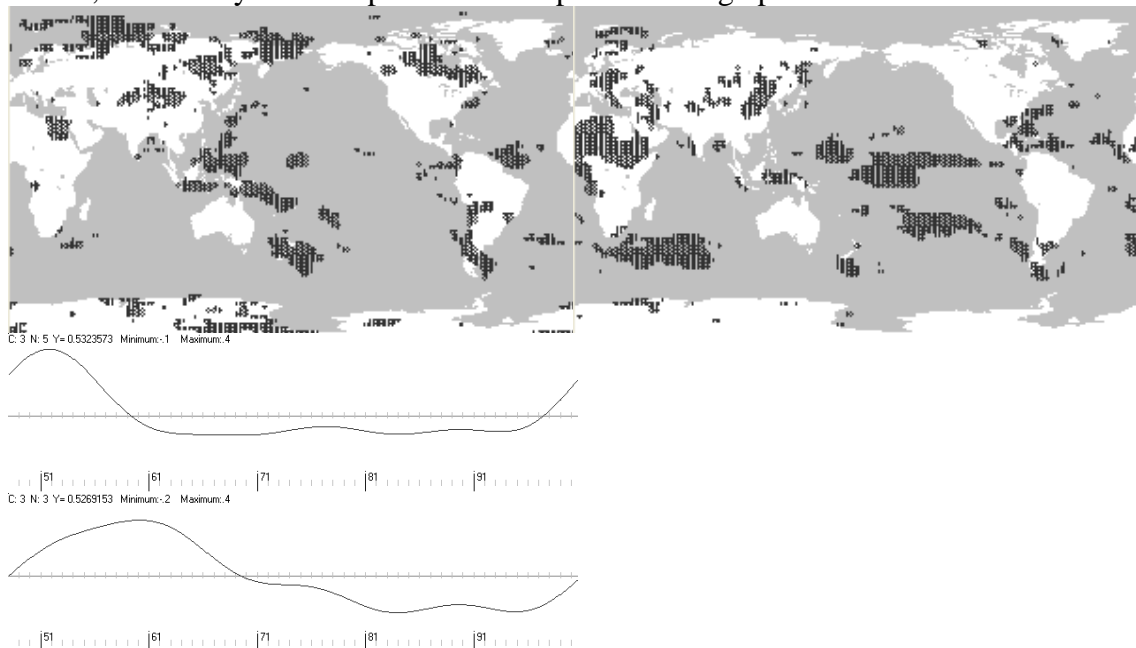 C: 3 N: 5 Y= 0.5323573 Minimum:-.1 Maximum:.4
51 61 71 81 91
C: 3 N: 3 Y= 0.5269153 Minimum:-.2 Maximum:.4
51 61 71 81 91